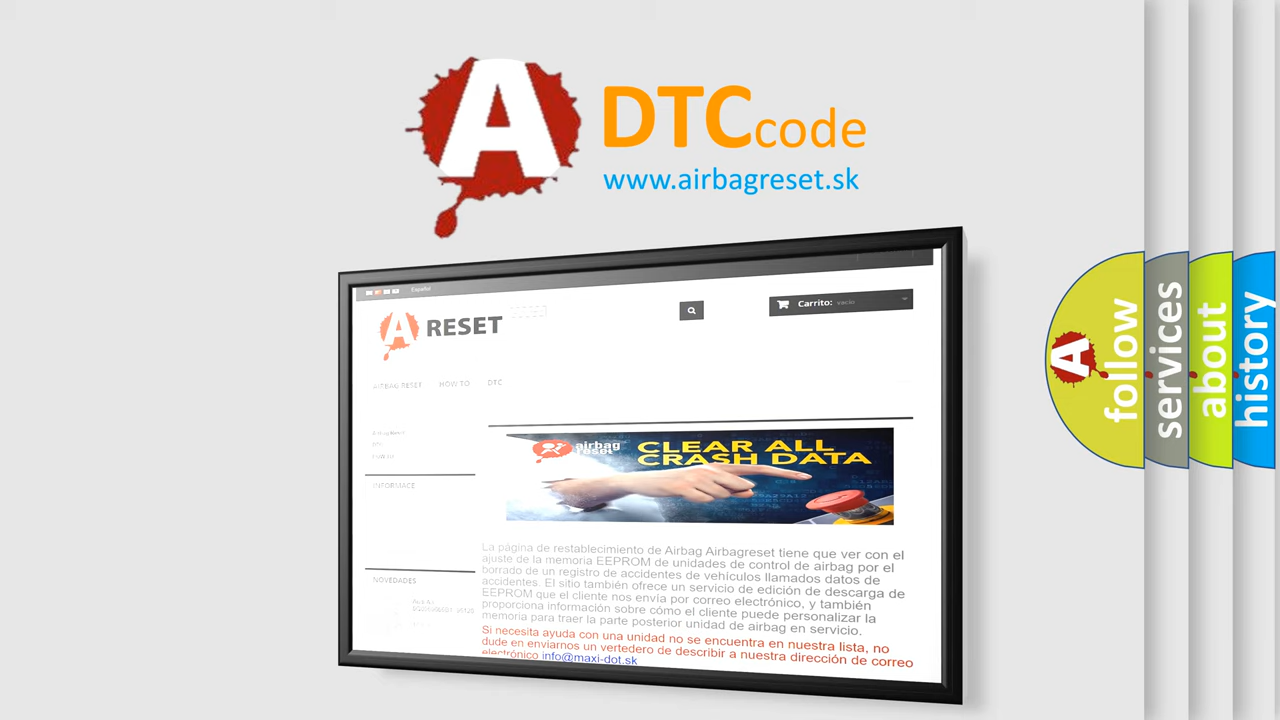 A
DTCcode
www.airbagreset.sk
Español
A RESET
Carrito: vacío
AIRBAG RESET HOW TO DTC
INFORMACE
NOVEDADES
airbag
reset
CLEAR ALL
CRASH DATA
La página de restablecimiento de Airbag Airbagreset tiene que ver con el
ajuste de la memoria EEPROM de unidades de control de airbag por el
borrado de un registro de accidentes de vehículos llamados datos de
accidentes. El sitio también ofrece un servicio de edición de descarga de
EEPROM que el cliente nos envía por correo electrónico, y también
proporciona información sobre cómo el cliente puede personalizar la
memoria para traer la parte posterior unidad de airbag en servicio.
Si necesita ayuda con una unidad no se encuentra en nuestra lista, no
dude en enviarnos un vertedero de describir a nuestra dirección de correo
electrónico info@maxi-dot.sk
A
follow
services
about
history